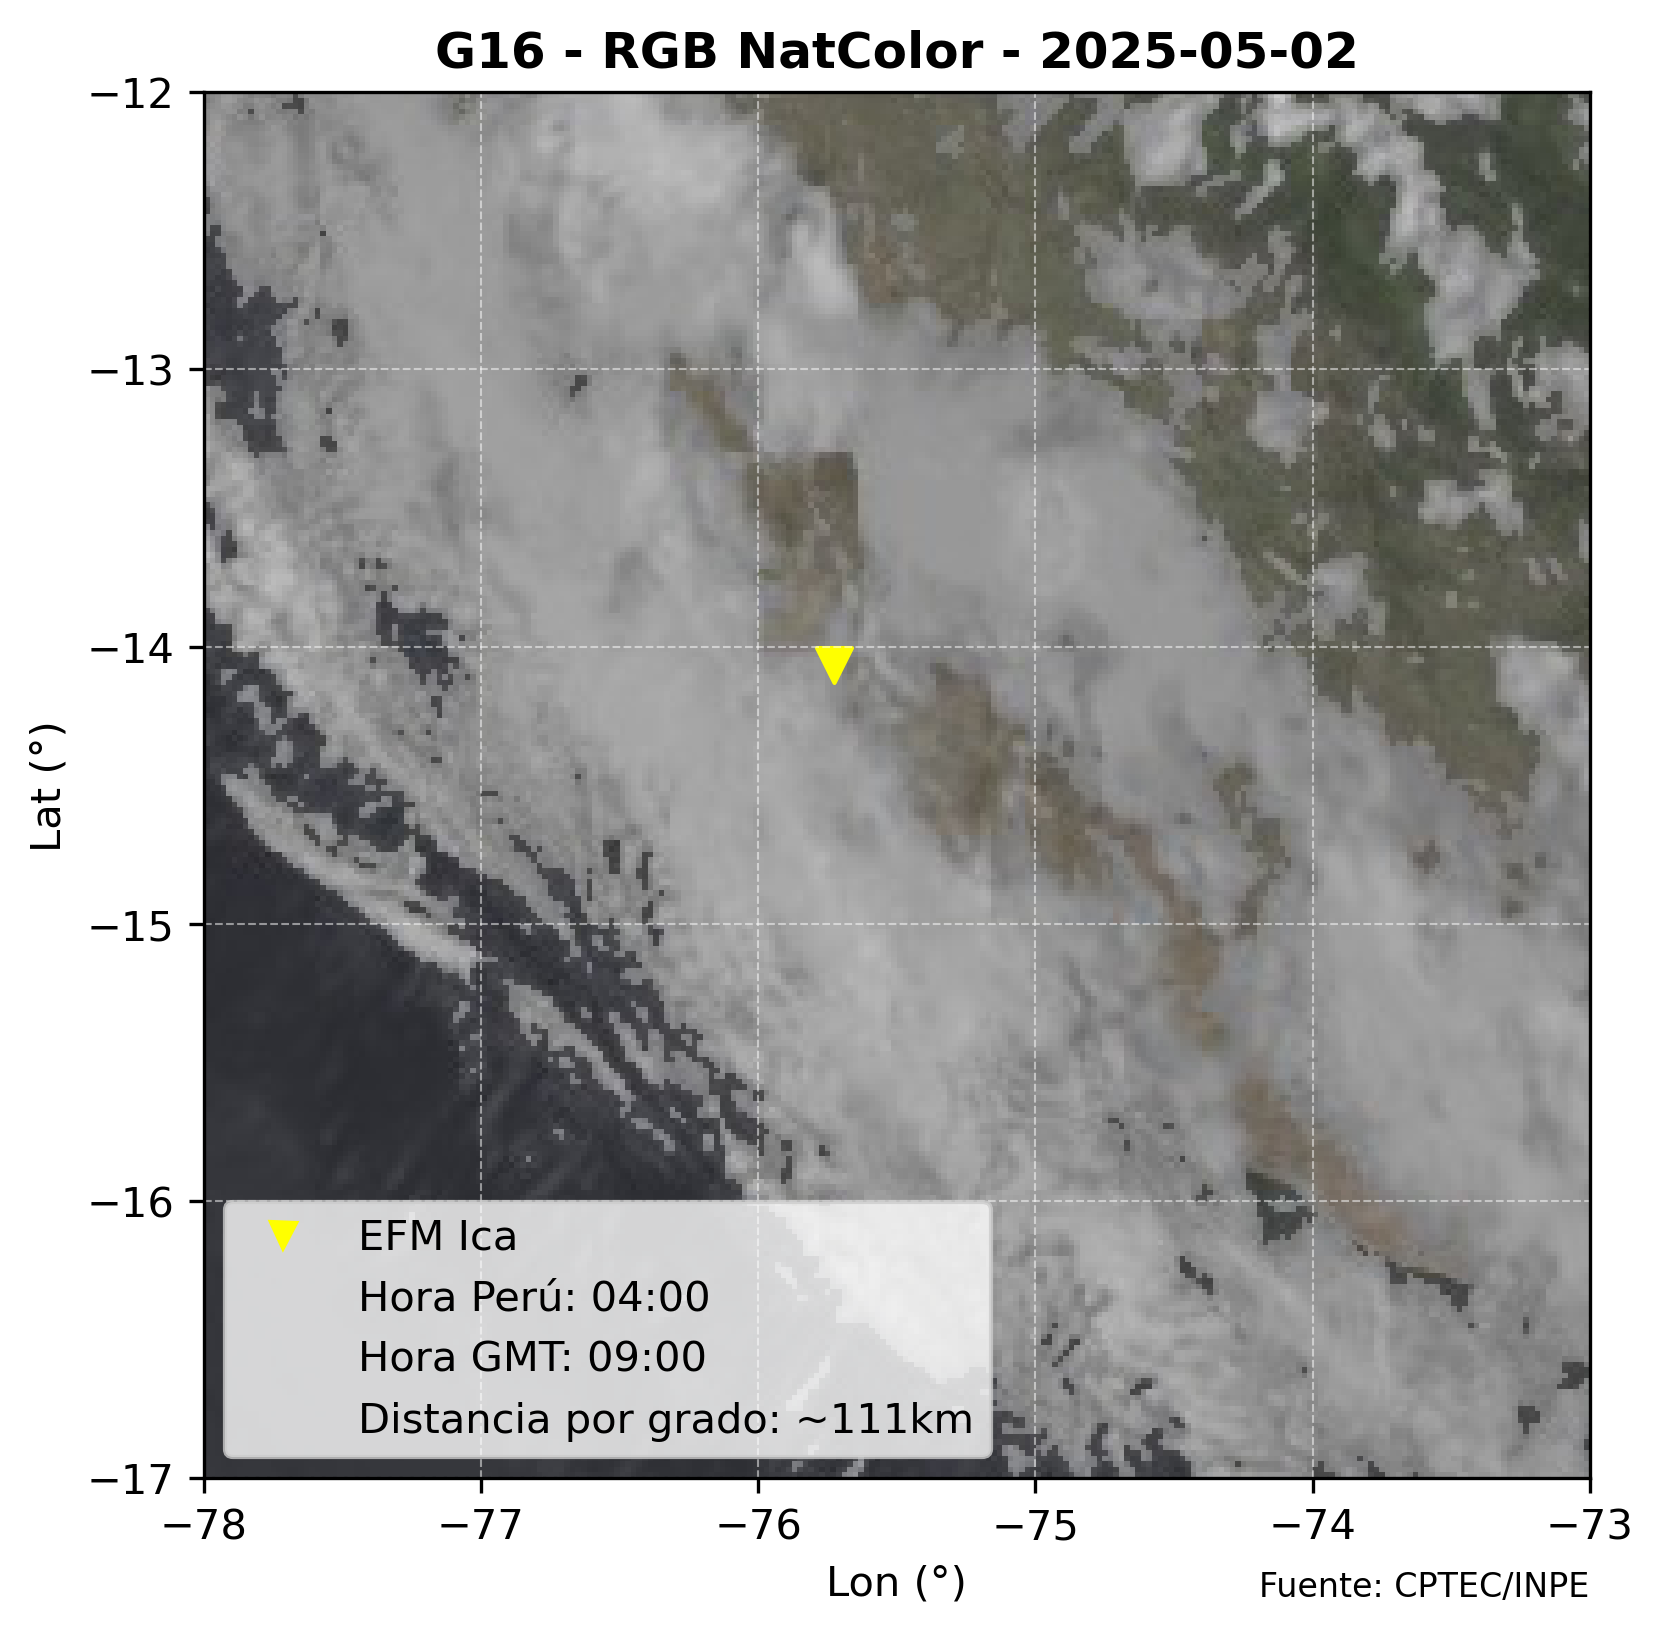 G16 - RGB NatColor - 2025-05-02
−12
−13
−14
−15
−16
−17
Lat (°)
EFM Ica
Hora Perú: 04:00
Hora GMT: 09:00
Distancia por grado: ~111km
−78 −77 −76 −75 −74 −73
Lon (°)
Fuente: CPTEC/INPE